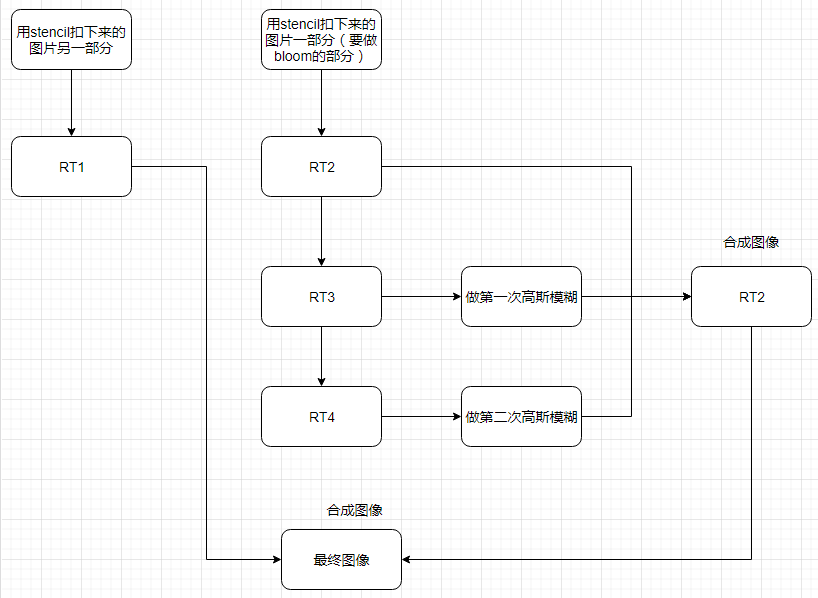 用stencil扣下来的
图片另一部分
用stencil扣下来的
图片一部分（要做
bloom的部分）
RT1
RT2
合成图像
RT3
做第一次高斯模糊
RT2
RT4
做第二次高斯模糊
合成图像
最终图像